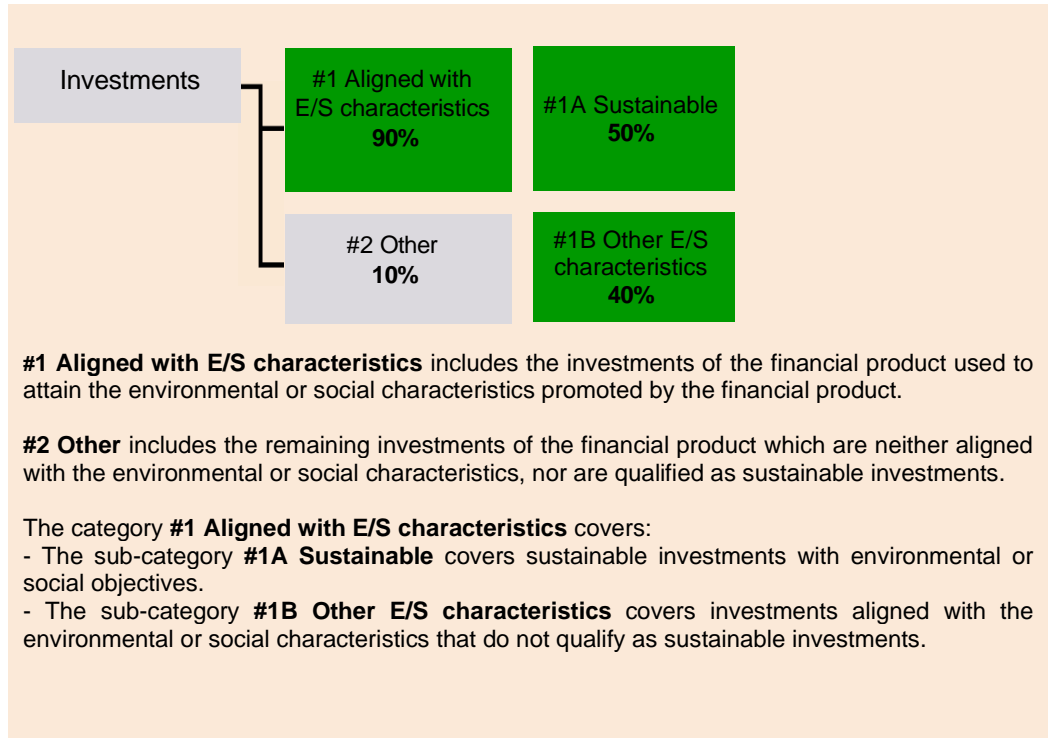 Investments
#1 Aligned with
E/S characteristics
90%
#1A Sustainable
50%
#2 Other
10%
#1B Other E/S
characteristics
40%
#1 Aligned with E/S characteristics includes the investments of the financial product used to
attain the environmental or social characteristics promoted by the financial product.
#2 Other includes the remaining investments of the financial product which are neither aligned
with the environmental or social characteristics, nor are qualified as sustainable investments.
The category #1 Aligned with E/S characteristics covers:
- The sub-category #1A Sustainable covers sustainable investments with environmental or
social objectives.
- The sub-category #1B Other E/S characteristics covers investments aligned with the
environmental or social characteristics that do not qualify as sustainable investments.